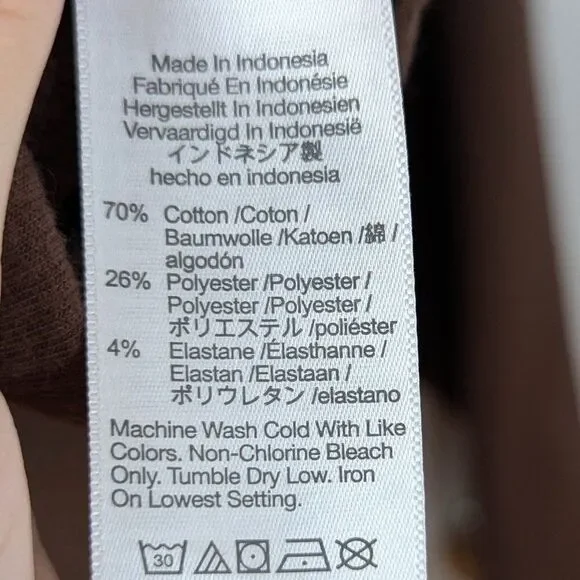 Made In Indonesia
Fabriqué En Indonésie
Hergestellt In Indonesien
Vervaardigd In Indonesië
インドネシア製
hecho en indonesia
70% Cotton /Coton /
Baumwolle /Katoen /綿 /
algodón
26% Polyester /Polyester /
Polyester /Polyester /
ポリエステル /poliéster
4% Elastane /Élasthanne /
Elastan /Elastaan /
ポリウレタン /elastano
Machine Wash Cold With Like
Colors. Non-Chlorine Bleach
Only. Tumble Dry Low. Iron
On Lowest Setting.
30